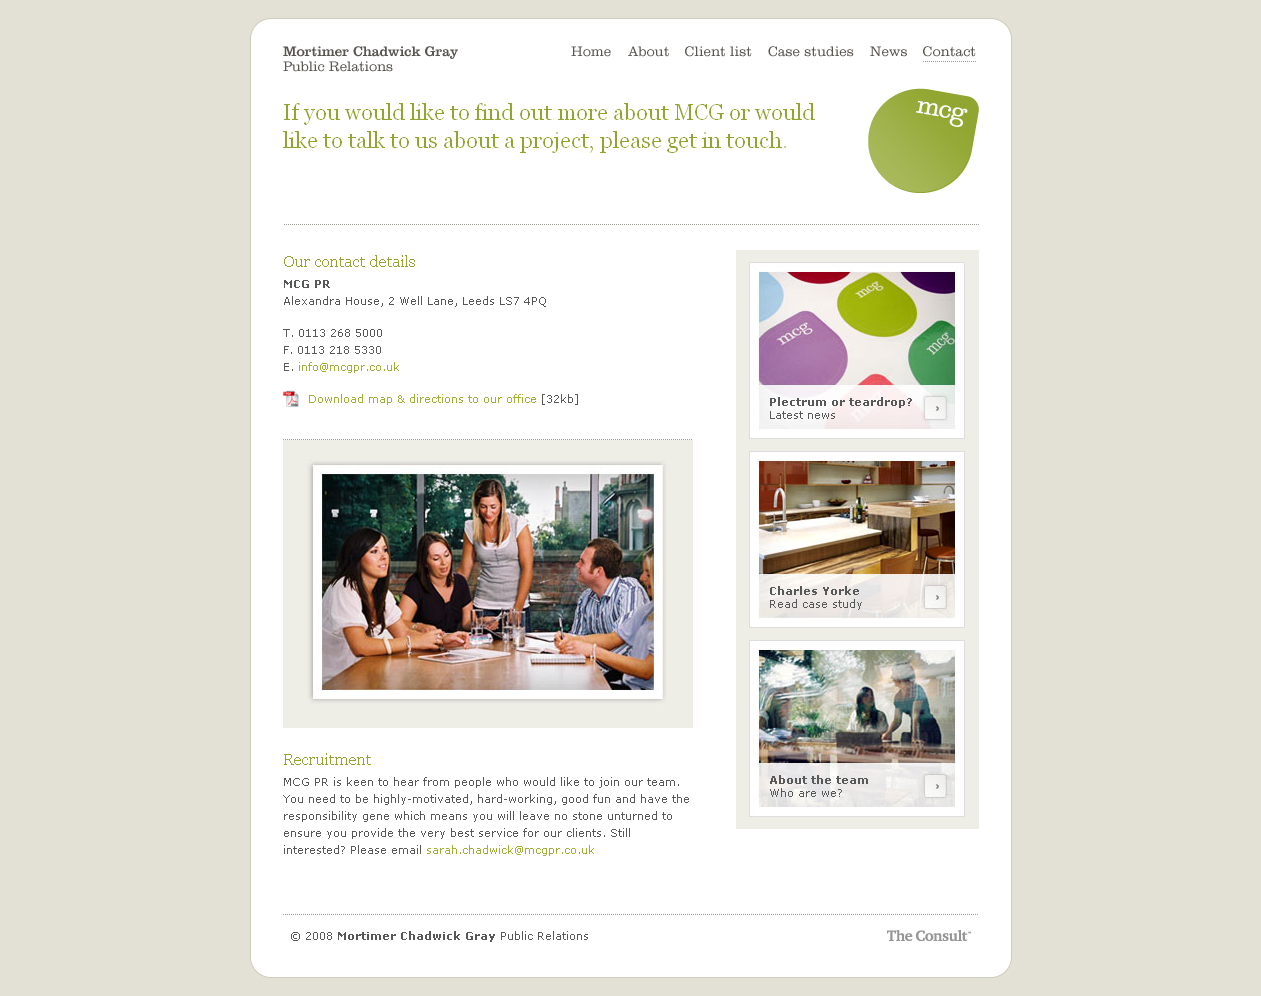 Mortimer Chadwick Gray
Public Relations
Home About Client list Case studies News Contact
If you would like to find out more about MCG or would
like to talk to us about a project, please get in touch.
mcg
Our contact details
MCG PR
Alexandra House, 2 Well Lane, Leeds LS7 4PQ
T. 0113 268 5000
F. 0113 218 5330
E. info@mcgpr.co.uk
Download map & directions to our office [32kb]
Recruitment
MCG PR is keen to hear from people who would like to join our team.
You need to be highly-motivated, hard-working, good fun and have the
responsibility gene which means you will leave no stone unturned to
ensure you provide the very best service for our clients. Still
interested? Please email sarah.chadwick@mcgpr.co.uk
mcg
mcg
mcg
mcg
Plectrum or teardrop?
Latest news
Charles Yorke
Read case study
About the team
Who are we?
© 2008 Mortimer Chadwick Gray Public Relations
The Consult™